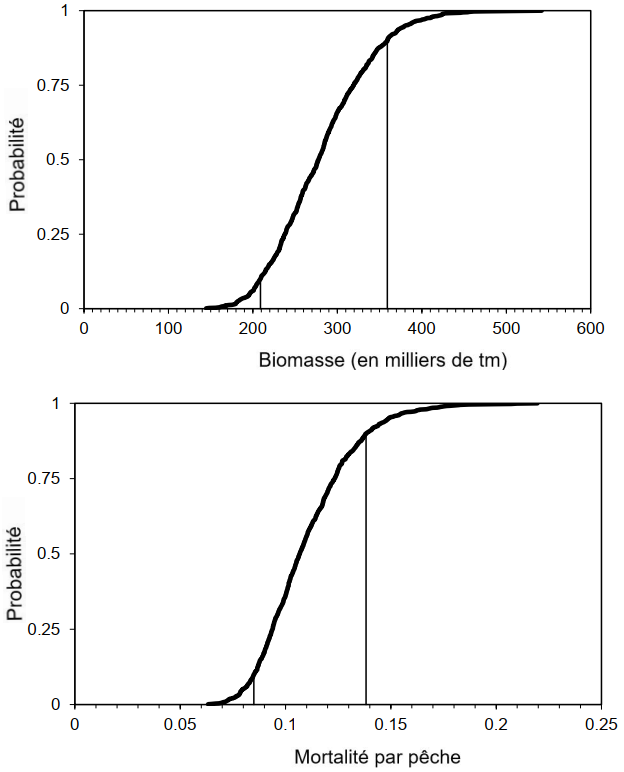 1
0.75
0.5
0.25
0
Probabilité
0 100 200 300 400 500 600
Biomasse (en milliers de tm)
1
0.75
0.5
0.25
0
Probabilité
0 0.05 0.1 0.15 0.2 0.25
Mortalité par pêche